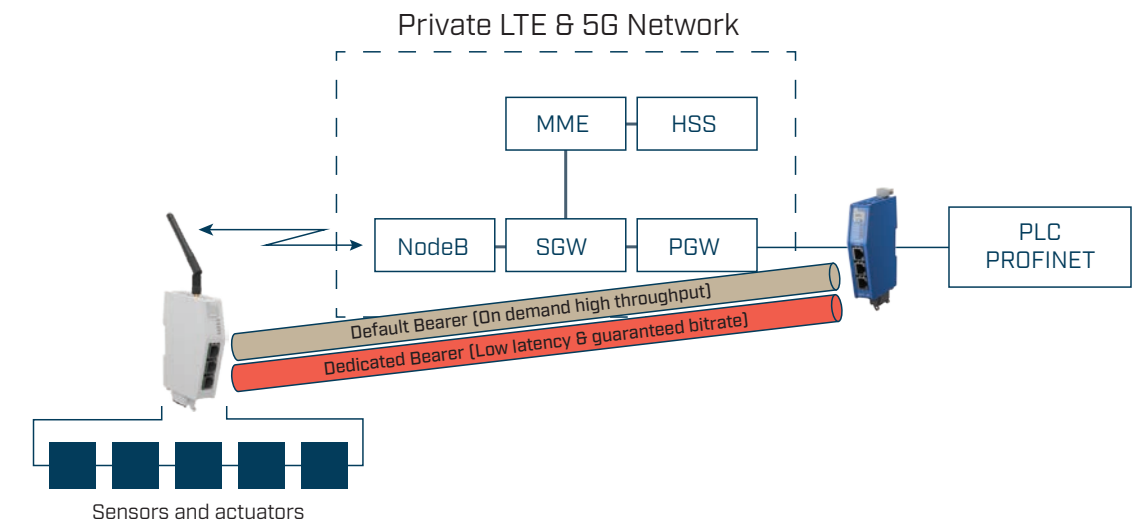 Private LTE & 5G Network
MME
HSS
NodeB
SGW
PGW
PLC
PROFINET
Default Bearer (On demand high throughput)
Dedicated Bearer (Low latency & guaranteed bitrate)
Sensors and actuators